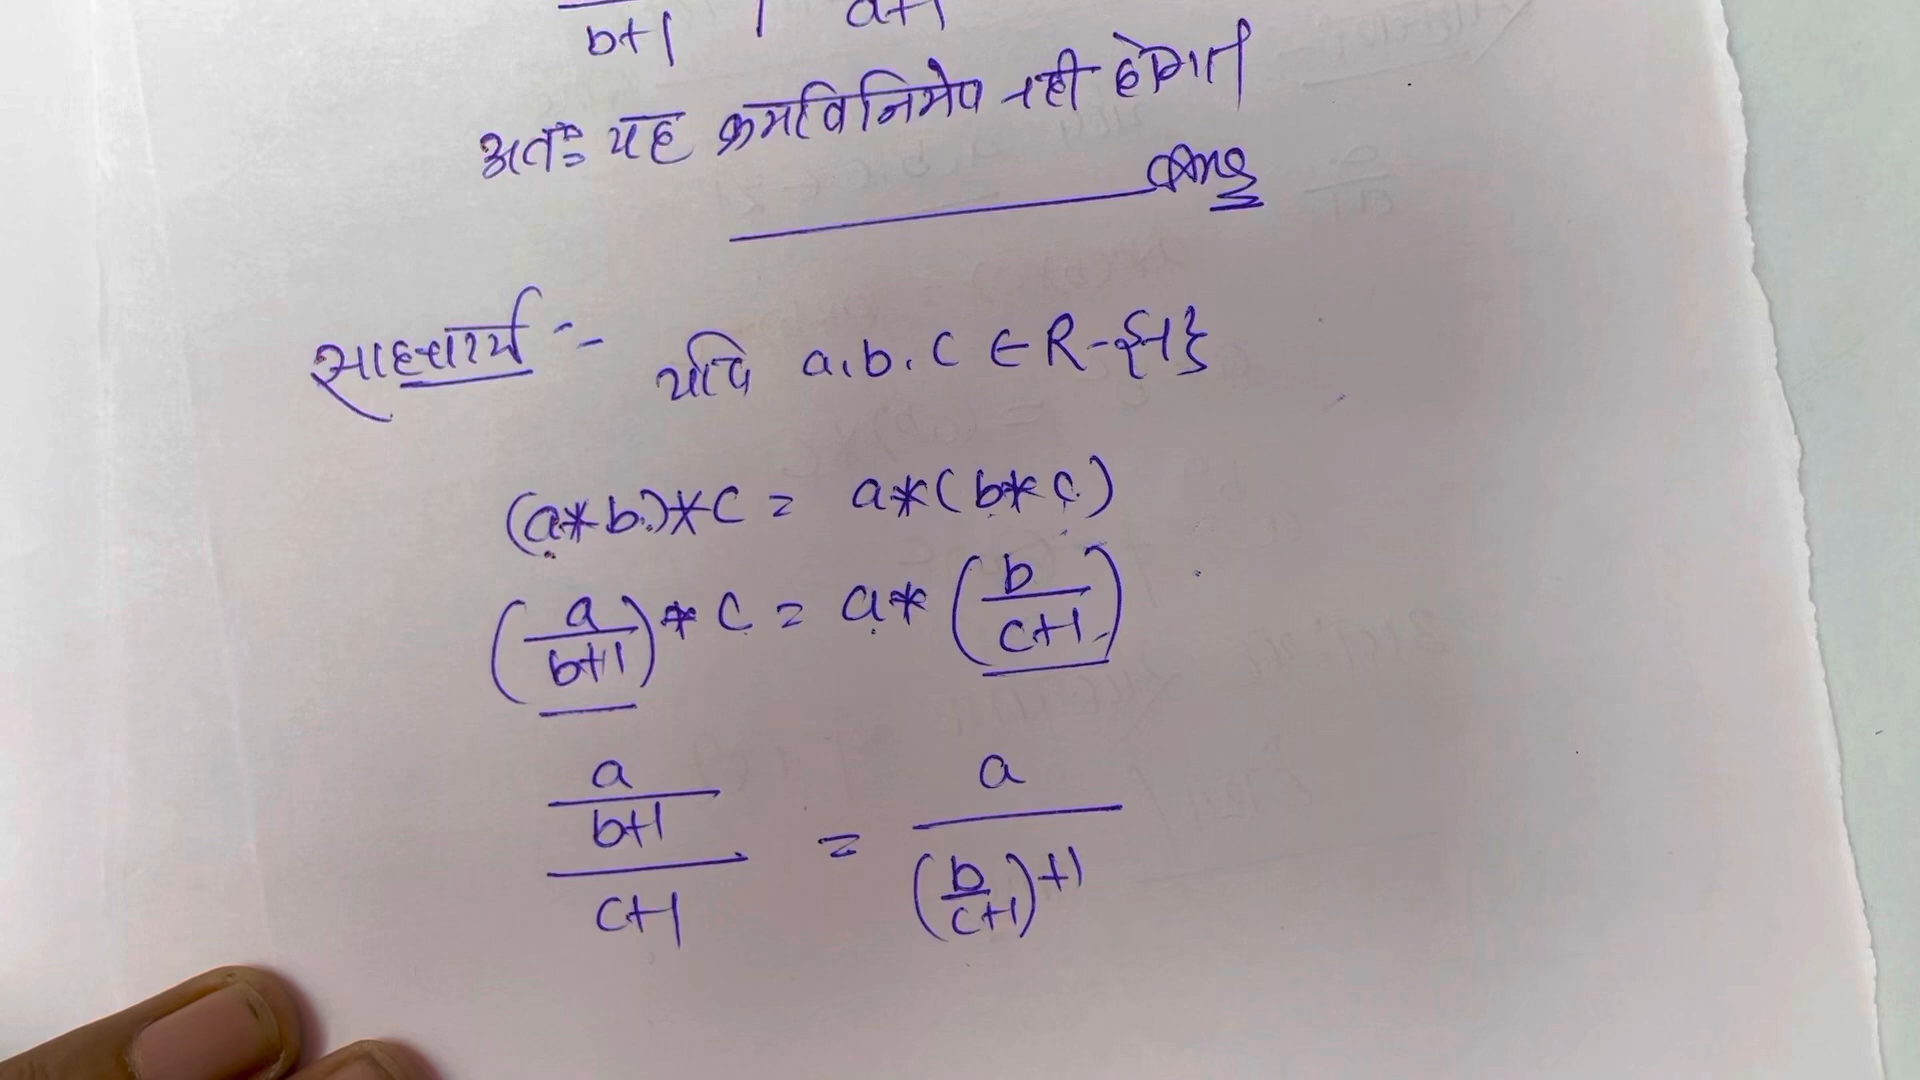 b+1 , a+1
अतः यह क्रमविनिमेय नही होगा
Ans
साहचर्य :- यदि a,b,c ∈ R-{-1}
(a*b)*c = a*(b*c)
(a/b+1)*c = a*(b/c+1)
a/b+1/c+1 = a/(b/c+1)+1